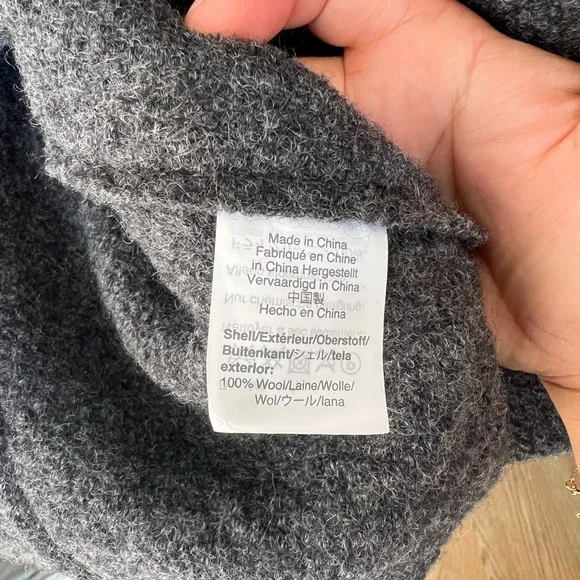 Made in China
Fabriqué en Chine
in China Hergestellt
Vervaardigd in China
中国製
Hecho en China
Shell/Extérieur/Oberstoff/
Buitenkant/シェル/tela
exterior:
100% Wool/Laine/Wolle/
Wol/ウール/lana